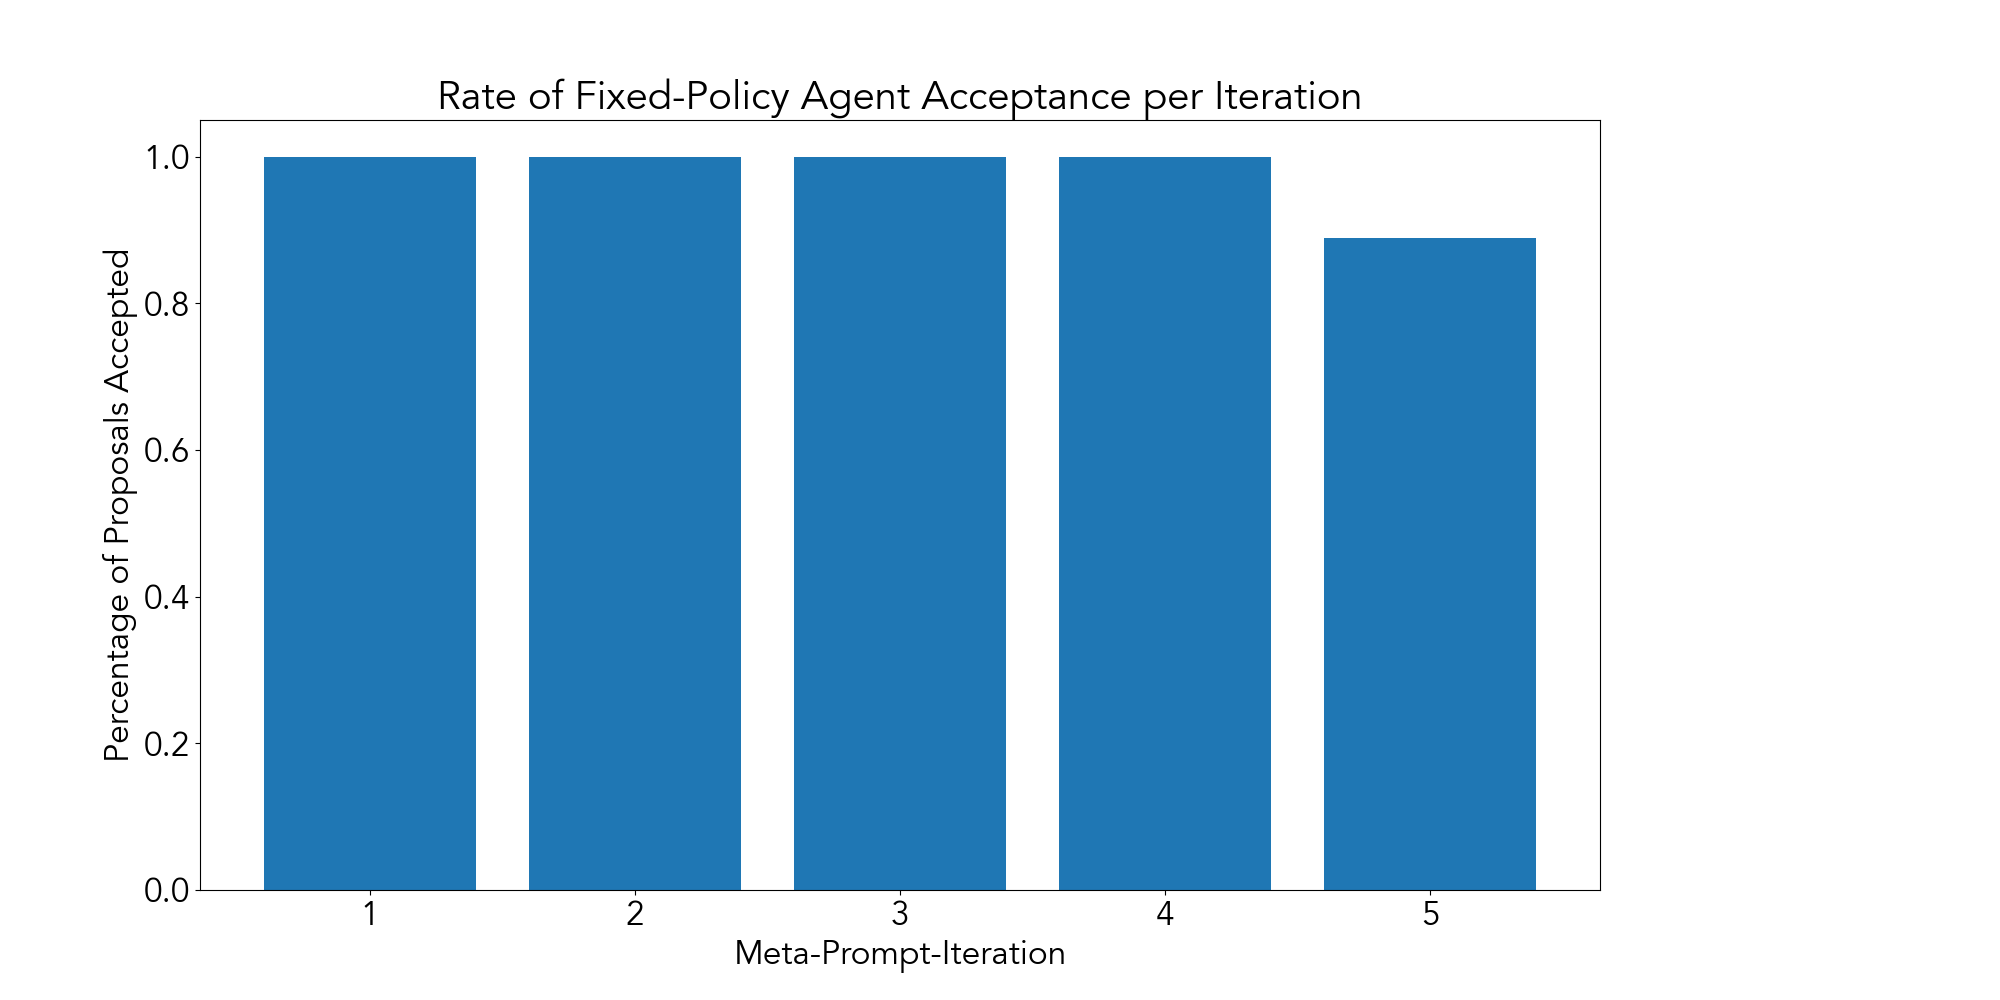 Rate of Fixed-Policy Agent Acceptance per Iteration
Percentage of Proposals Accepted
1.0
0.8
0.6
0.4
0.2
0.0
1 2 3 4 5
Meta-Prompt-Iteration